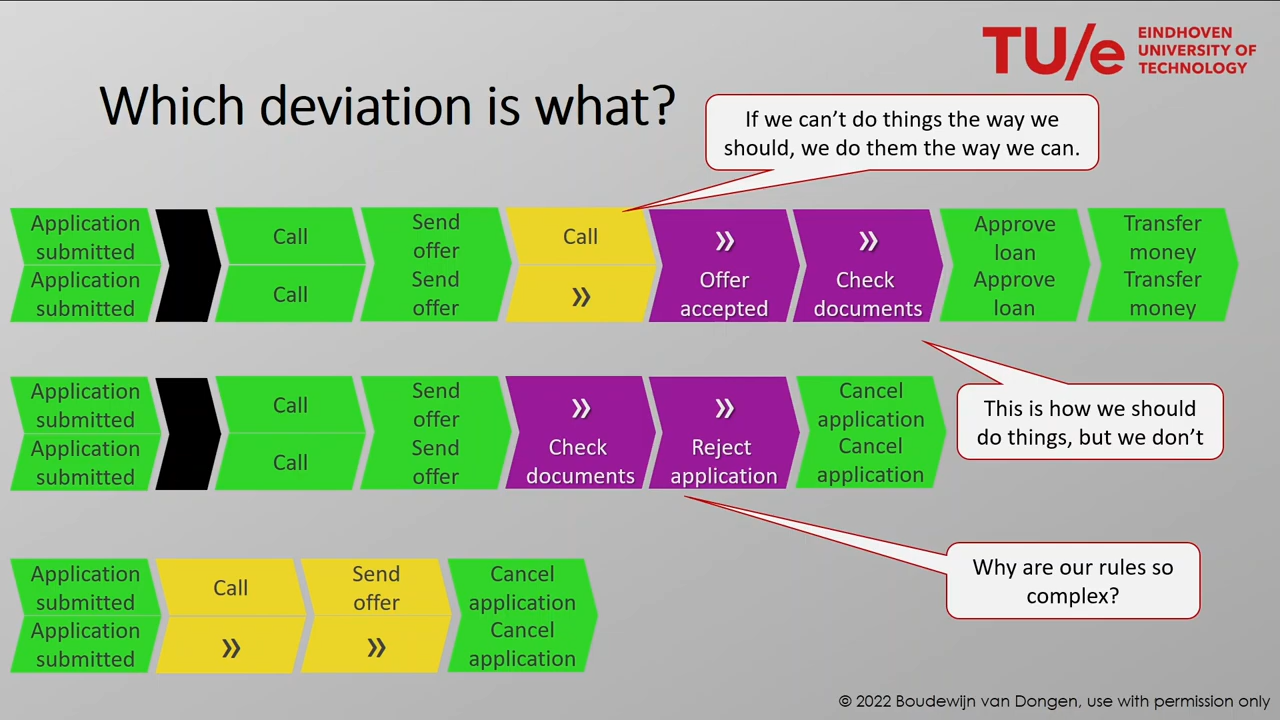 TU/e
EINDHOVEN
UNIVERSITY OF
TECHNOLOGY
Which deviation is what?
If we can't do things the way we
should, we do them the way we can.
Application
submitted
Application
submitted
Call
Call
Send
offer
Send
offer
Call
»
»
Offer
accepted
»
Check
documents
Approve
loan
Approve
loan
Transfer
money
Transfer
money
This is how we should
do things, but we don't
Application
submitted
Application
submitted
Call
Call
Send
offer
Send
offer
»
Check
documents
»
Reject
application
Cancel
application
Cancel
application
Why are our rules so
complex?
Application
submitted
Application
submitted
Call
»
Send
offer
»
Cancel
application
Cancel
application
© 2022 Boudewijn van Dongen, use with permission only